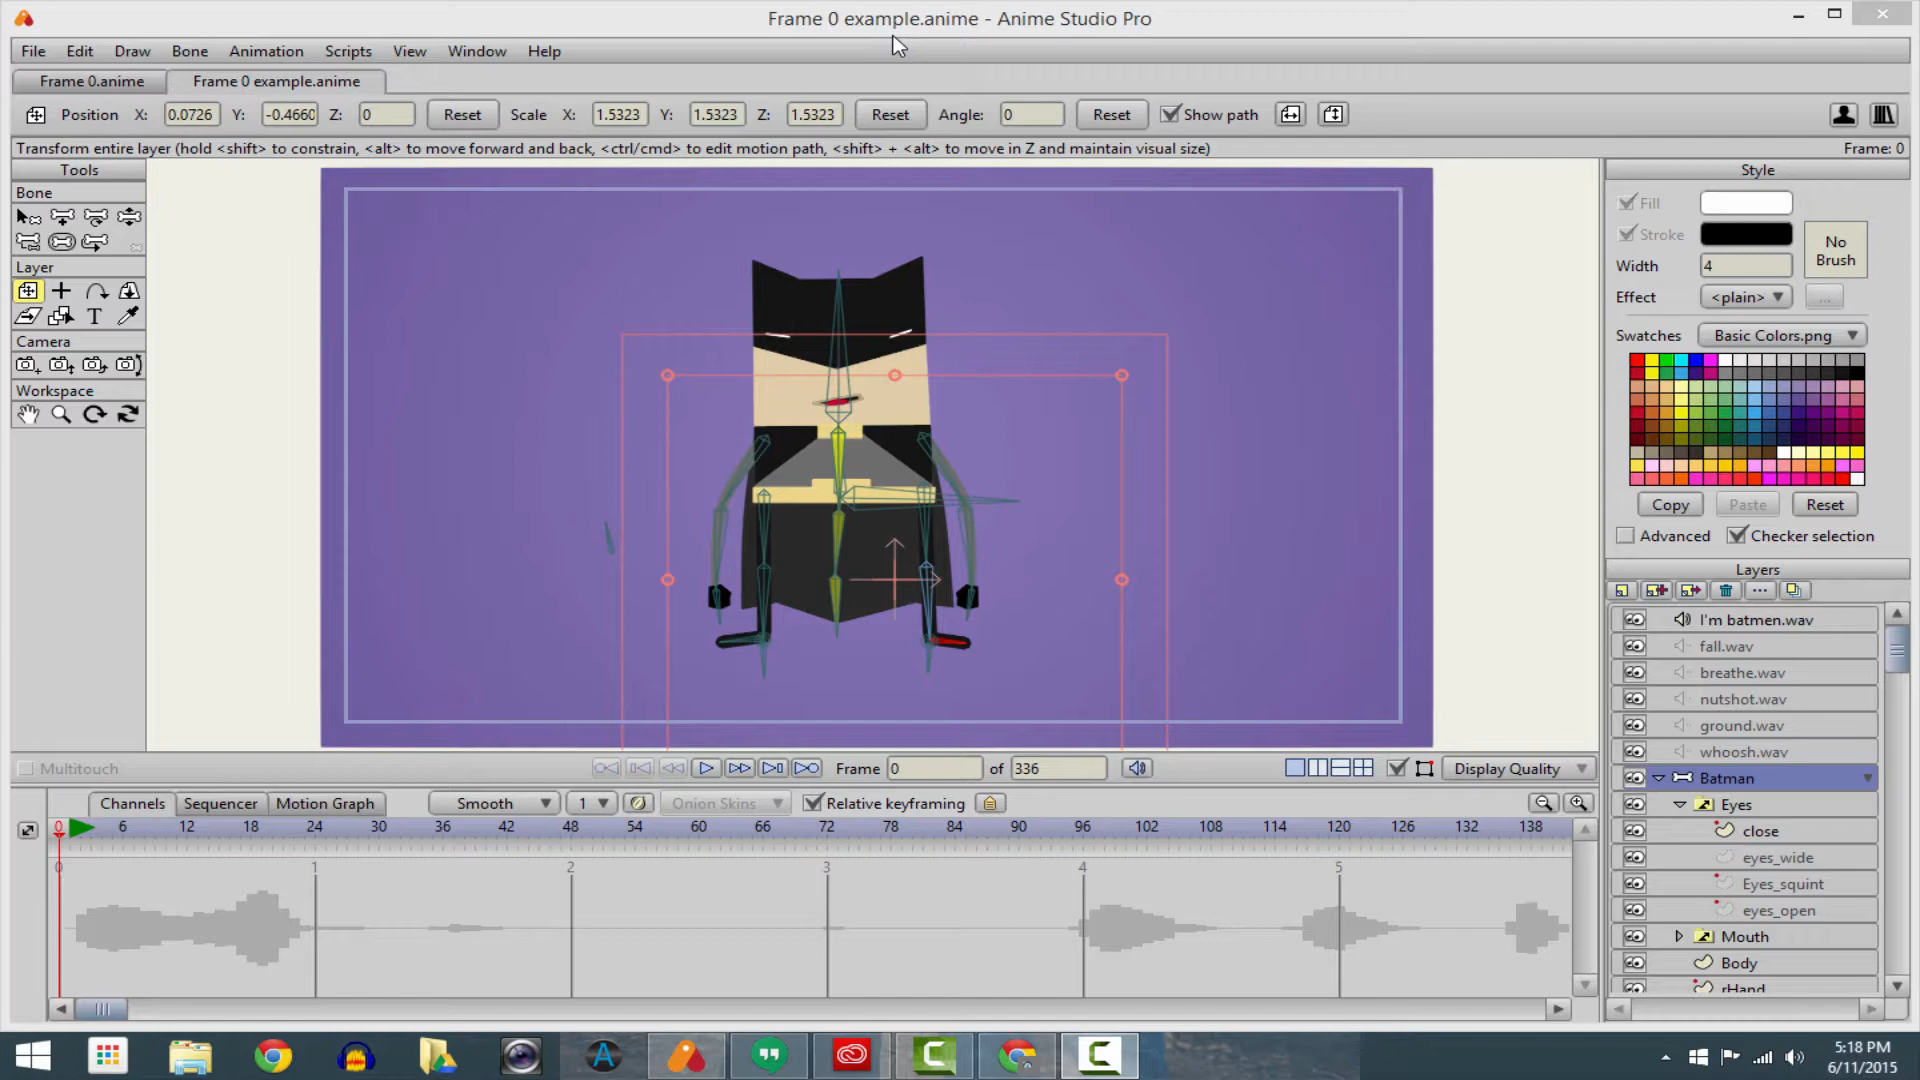 Frame 0 example.anime - Anime Studio Pro
File Edit Draw Bone Animation Scripts View Window Help
Frame 0.anime Frame 0 example.anime
Position X: 0.0726 Y: -0.4660 Z: 0 Reset Scale X: 1.5323 Y: 1.5323 Z: 1.5323 Reset Angle: 0 Reset Show path
Transform entire layer (hold <shift> to constrain, <alt> to move forward and back, <ctrl/cmd> to edit motion path, <shift> + <alt> to move in Z and maintain visual size) Frame: 0
Tools
Bone
Layer
T
Camera
Workspace
Style
Fill
Stroke
No Brush
Width 4
Effect <plain> ...
Swatches Basic Colors.png
Copy Paste Reset
Advanced Checker selection
Layers
I'm batmen.wav
fall.wav
breathe.wav
nutshot.wav
ground.wav
whoosh.wav
Batman
Eyes
close
eyes_wide
Eyes_squint
eyes_open
Mouth
Body
rHand
Multitouch Frame 0 of 336 Display Quality
Channels Sequencer Motion Graph Smooth 1 Onion Skins Relative keyframing
0 6 12 18 24 30 36 42 48 54 60 66 72 78 84 90 96 102 108 114 120 126 132 138
0 1 2 3 4 5
5:18 PM
6/11/2015